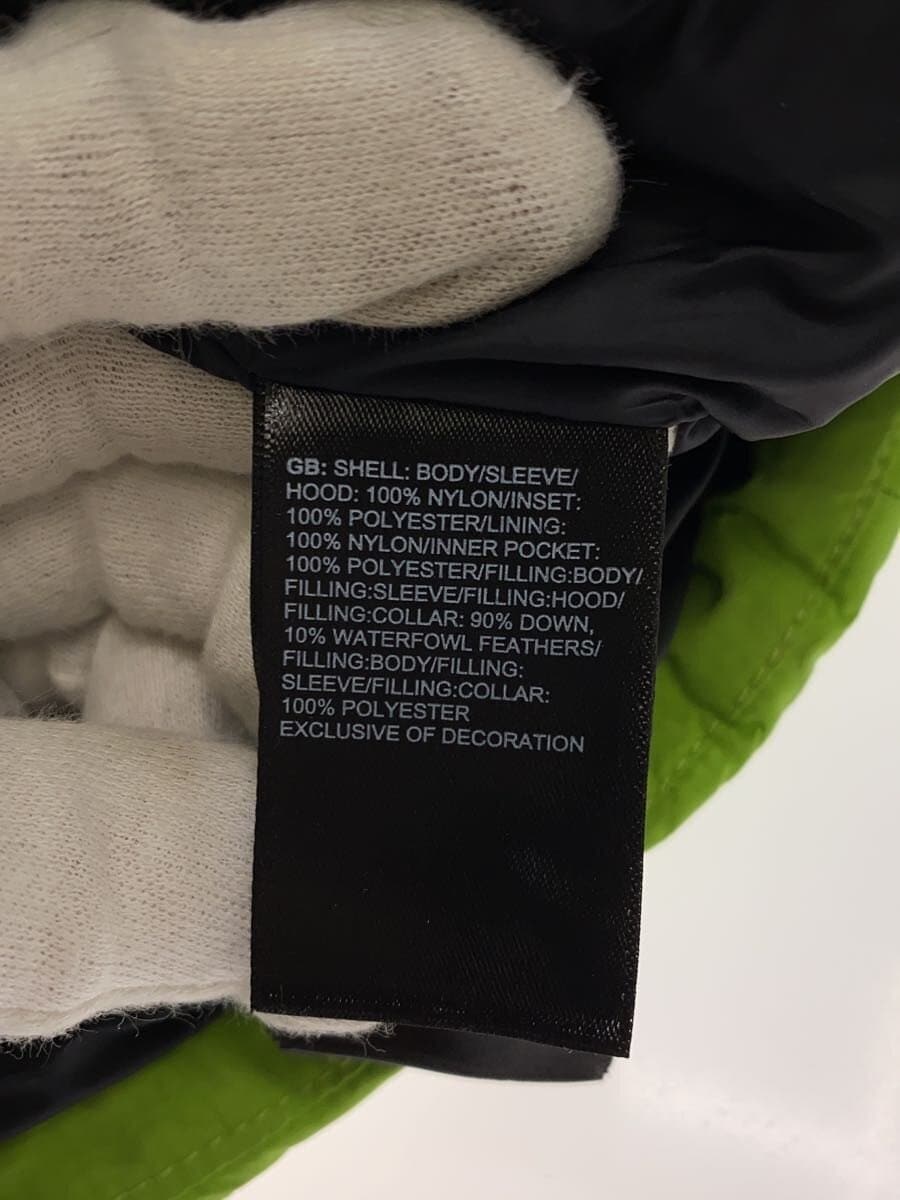 GB: SHELL: BODY/SLEEVE/
HOOD: 100% NYLON/INSET:
100% POLYESTER/LINING:
100% NYLON/INNER POCKET:
100% POLYESTER/FILLING:BODY/
FILLING:SLEEVE/FILLING:HOOD/
FILLING:COLLAR: 90% DOWN,
10% WATERFOWL FEATHERS/
FILLING:BODY/FILLING:
SLEEVE/FILLING:COLLAR:
100% POLYESTER
EXCLUSIVE OF DECORATION